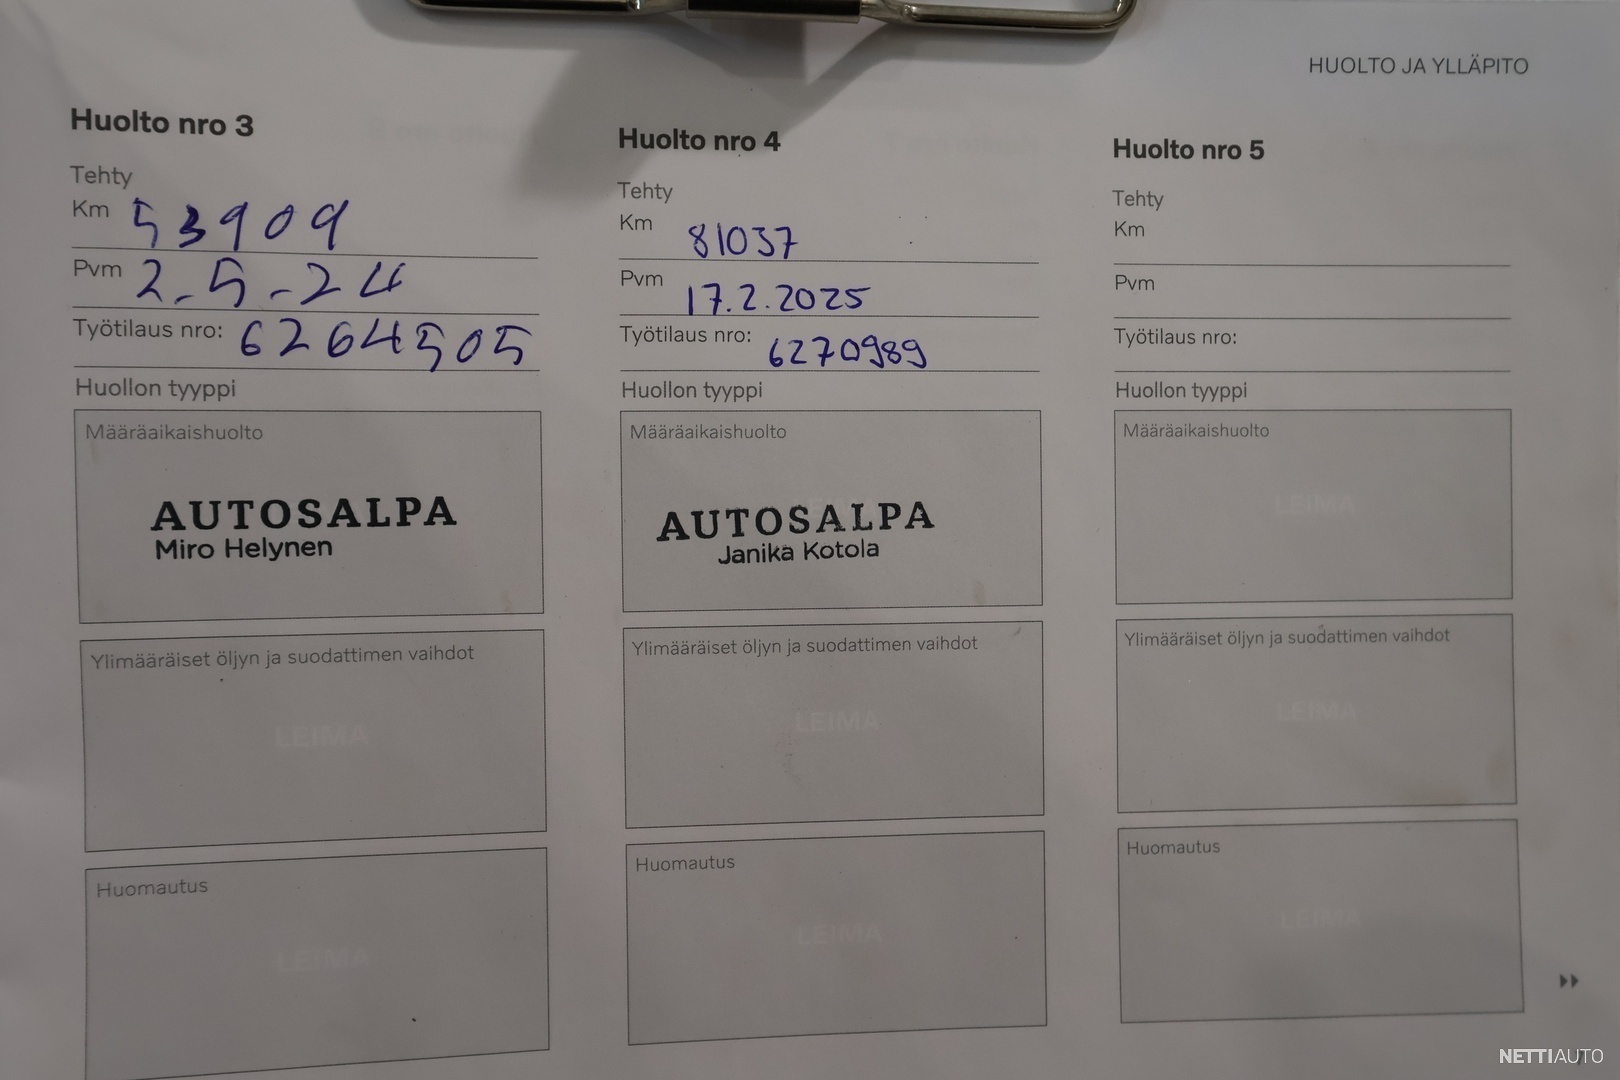 HUOLTO JA YLLÄPITO
Huolto nro 3
Tehty
Km 53909
Pvm 2-5-24
Työtilaus nro: 6264505
Huollon tyyppi
Määräaikaishuolto
AUTOSALPA
Miro Helynen
Ylimääräiset öljyn ja suodattimen vaihdot
LEIMA
Huomautus
LEIMA
Huolto nro 4
Tehty
Km 81037
Pvm 17.2.2025
Työtilaus nro: 6270989
Huollon tyyppi
Määräaikaishuolto
AUTOSALPA
Janika Kotola
Ylimääräiset öljyn ja suodattimen vaihdot
LEIMA
Huomautus
LEIMA
Huolto nro 5
Tehty
Km
Pvm
Työtilaus nro:
Huollon tyyppi
Määräaikaishuolto
LEIMA
Ylimääräiset öljyn ja suodattimen vaihdot
LEIMA
Huomautus
LEIMA
NETTIAUTO